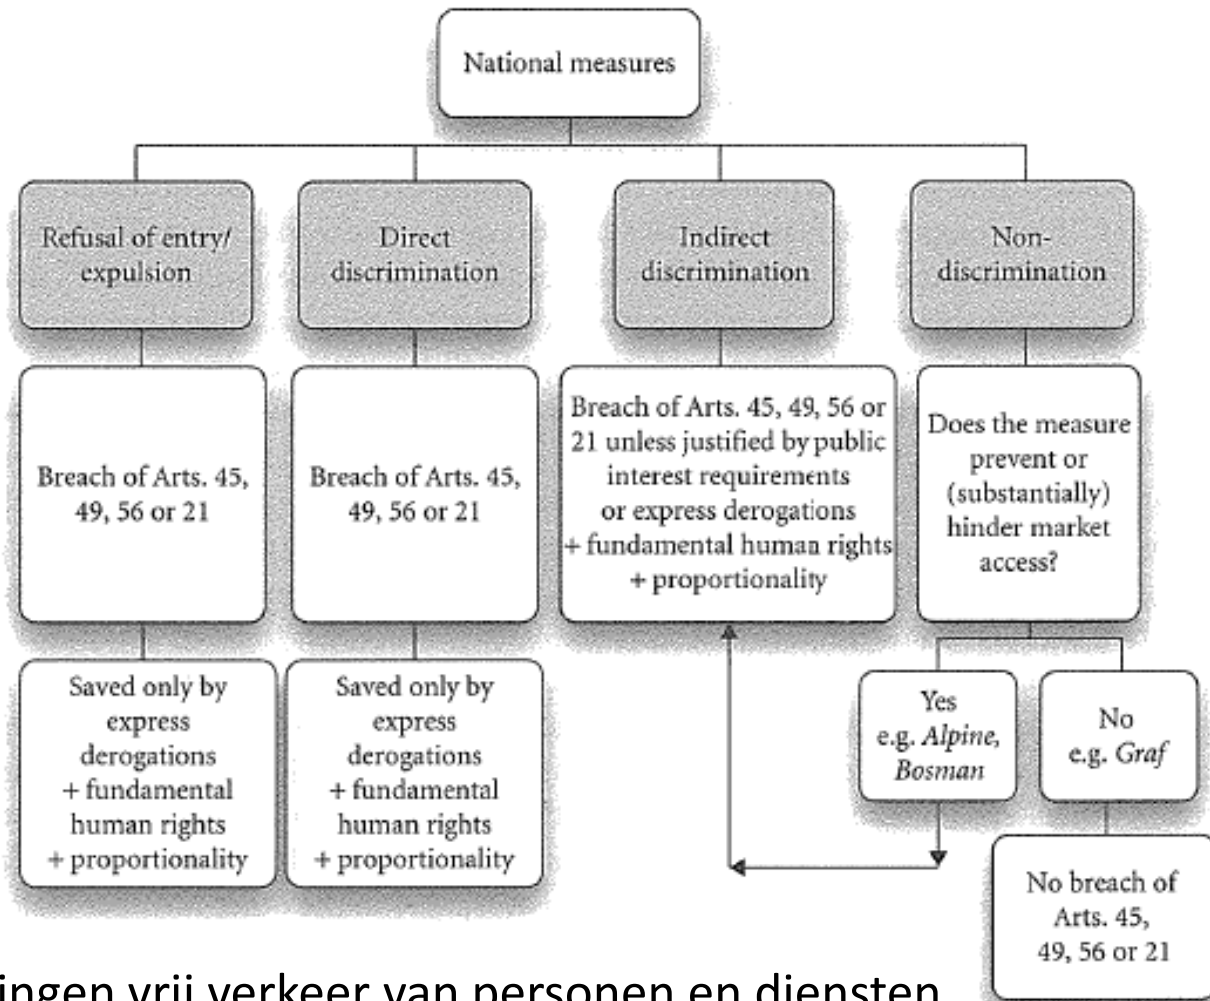 National measures
Refusal of entry/
expulsion
Direct
discrimination
Indirect
discrimination
Non-
discrimination
Breach of Arts. 45,
49, 56 or 21
Breach of Arts. 45,
49, 56 or 21
Breach of Arts. 45, 49, 56 or
21 unless justified by public
interest requirements
or express derogations
+ fundamental human rights
+ proportionality
Does the measure
prevent or
(substantially)
hinder market
access?
Saved only by
express
derogations
+ fundamental
human rights
+ proportionality
Saved only by
express
derogations
+ fundamental
human rights
+ proportionality
Yes
e.g. Alpine,
Bosman
No
e.g. Graf
No breach of
Arts. 45,
49, 56 or 21
ingen vrij verkeer van personen en diensten